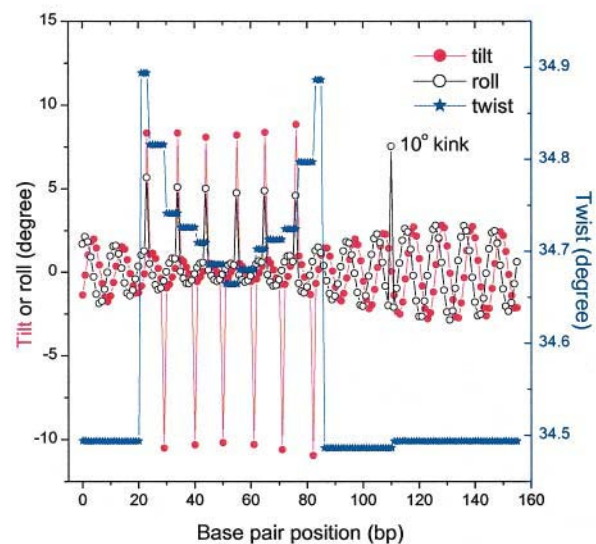 15
10
5
0
-5
-10
Tilt or roll (degree)
tilt
roll
twist
10° kink
34.9
34.8
34.7
34.6
34.5
Twist (degree)
0 20 40 60 80 100 120 140 160
Base pair position (bp)